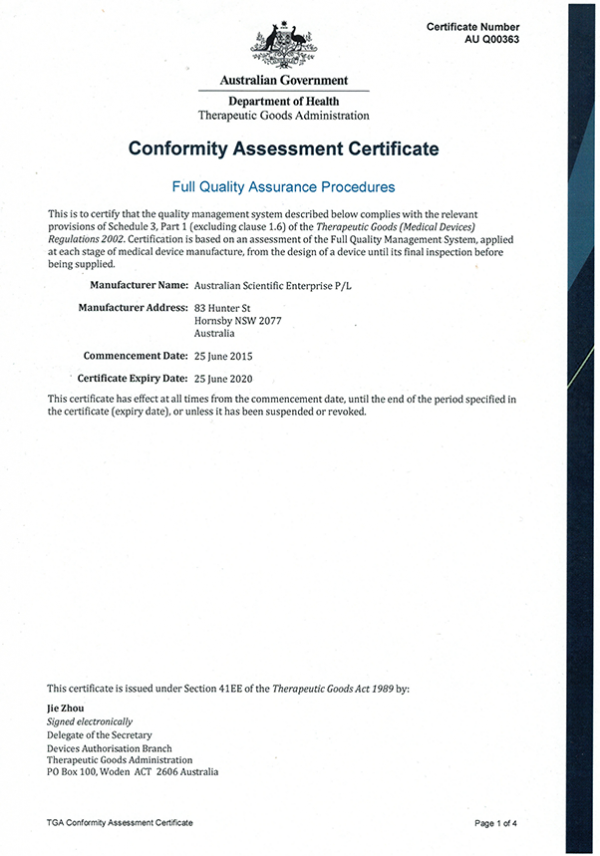 Certificate Number
AU Q00363
Australian Government
Department of Health
Therapeutic Goods Administration
Conformity Assessment Certificate
Full Quality Assurance Procedures
This is to certify that the quality management system described below complies with the relevant
provisions of Schedule 3, Part 1 (excluding clause 1.6) of the Therapeutic Goods (Medical Devices)
Regulations 2002. Certification is based on an assessment of the Full Quality Management System, applied
at each stage of medical device manufacture, from the design of a device until its final inspection before
being supplied.
Manufacturer Name: Australian Scientific Enterprise P/L
Manufacturer Address: 83 Hunter St
Hornsby NSW 2077
Australia
Commencement Date: 25 June 2015
Certificate Expiry Date: 25 June 2020
This certificate has effect at all times from the commencement date, until the end of the period specified in
the certificate (expiry date), or unless it has been suspended or revoked.
This certificate is issued under Section 41EE of the Therapeutic Goods Act 1989 by:
Jie Zhou
Signed electronically
Delegate of the Secretary
Devices Authorisation Branch
Therapeutic Goods Administration
PO Box 100, Woden ACT 2606 Australia
TGA Conformity Assessment Certificate
Page 1 of 4